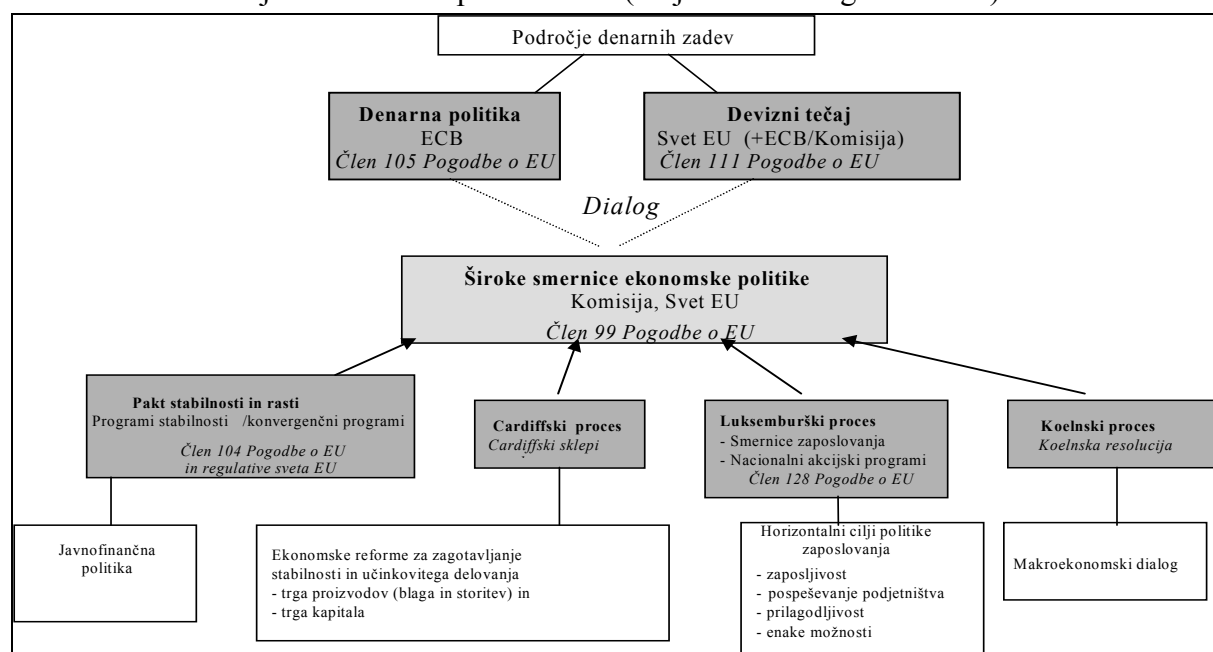 Področje denarnih zadev
Denarna politika
ECB
Člen 105 Pogodbe o EU
Devizni tečaj
Svet EU (+ECB/Komisija)
Člen 111 Pogodbe o EU
Dialog
Široke smernice ekonomske politike
Komisija, Svet EU
Člen 99 Pogodbe o EU
Pakt stabilnosti in rasti
Programi stabilnosti /konvergenčni programi
Člen 104 Pogodbe o EU
in regulative sveta EU
Cardiffski proces
Cardiffski sklepi
Luksemburški proces
- Smernice zaposlovanja
- Nacionalni akcijski programi
Člen 128 Pogodbe o EU
Koelnski proces
Koelnska resolucija
Javnofinančna
politika
Ekonomske reforme za zagotavljanje
stabilnosti in učinkovitega delovanja
- trga proizvodov (blaga in storitev) in
- trga kapitala
Horizontalni cilji politike
zaposlovanja
- zaposljivost
- pospeševanje podjetništva
- prilagodljivost
- enake možnosti
Makroekonomski dialog